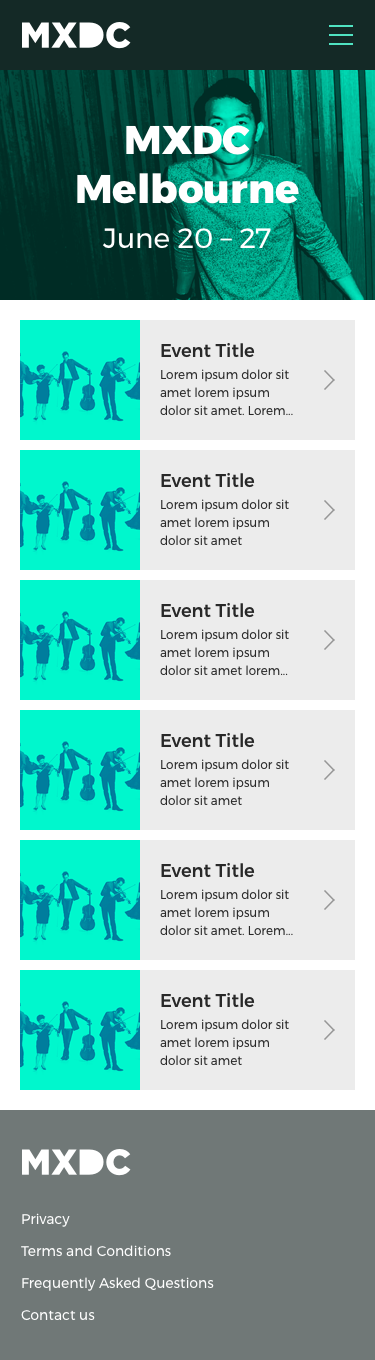 MXDC
MXDC
Melbourne
June 20 – 27
Event Title
Lorem ipsum dolor sit
amet lorem ipsum
dolor sit amet. Lorem...
Event Title
Lorem ipsum dolor sit
amet lorem ipsum
dolor sit amet
Event Title
Lorem ipsum dolor sit
amet lorem ipsum
dolor sit amet lorem...
Event Title
Lorem ipsum dolor sit
amet lorem ipsum
dolor sit amet
Event Title
Lorem ipsum dolor sit
amet lorem ipsum
dolor sit amet. Lorem...
Event Title
Lorem ipsum dolor sit
amet lorem ipsum
dolor sit amet
MXDC
Privacy
Terms and Conditions
Frequently Asked Questions
Contact us